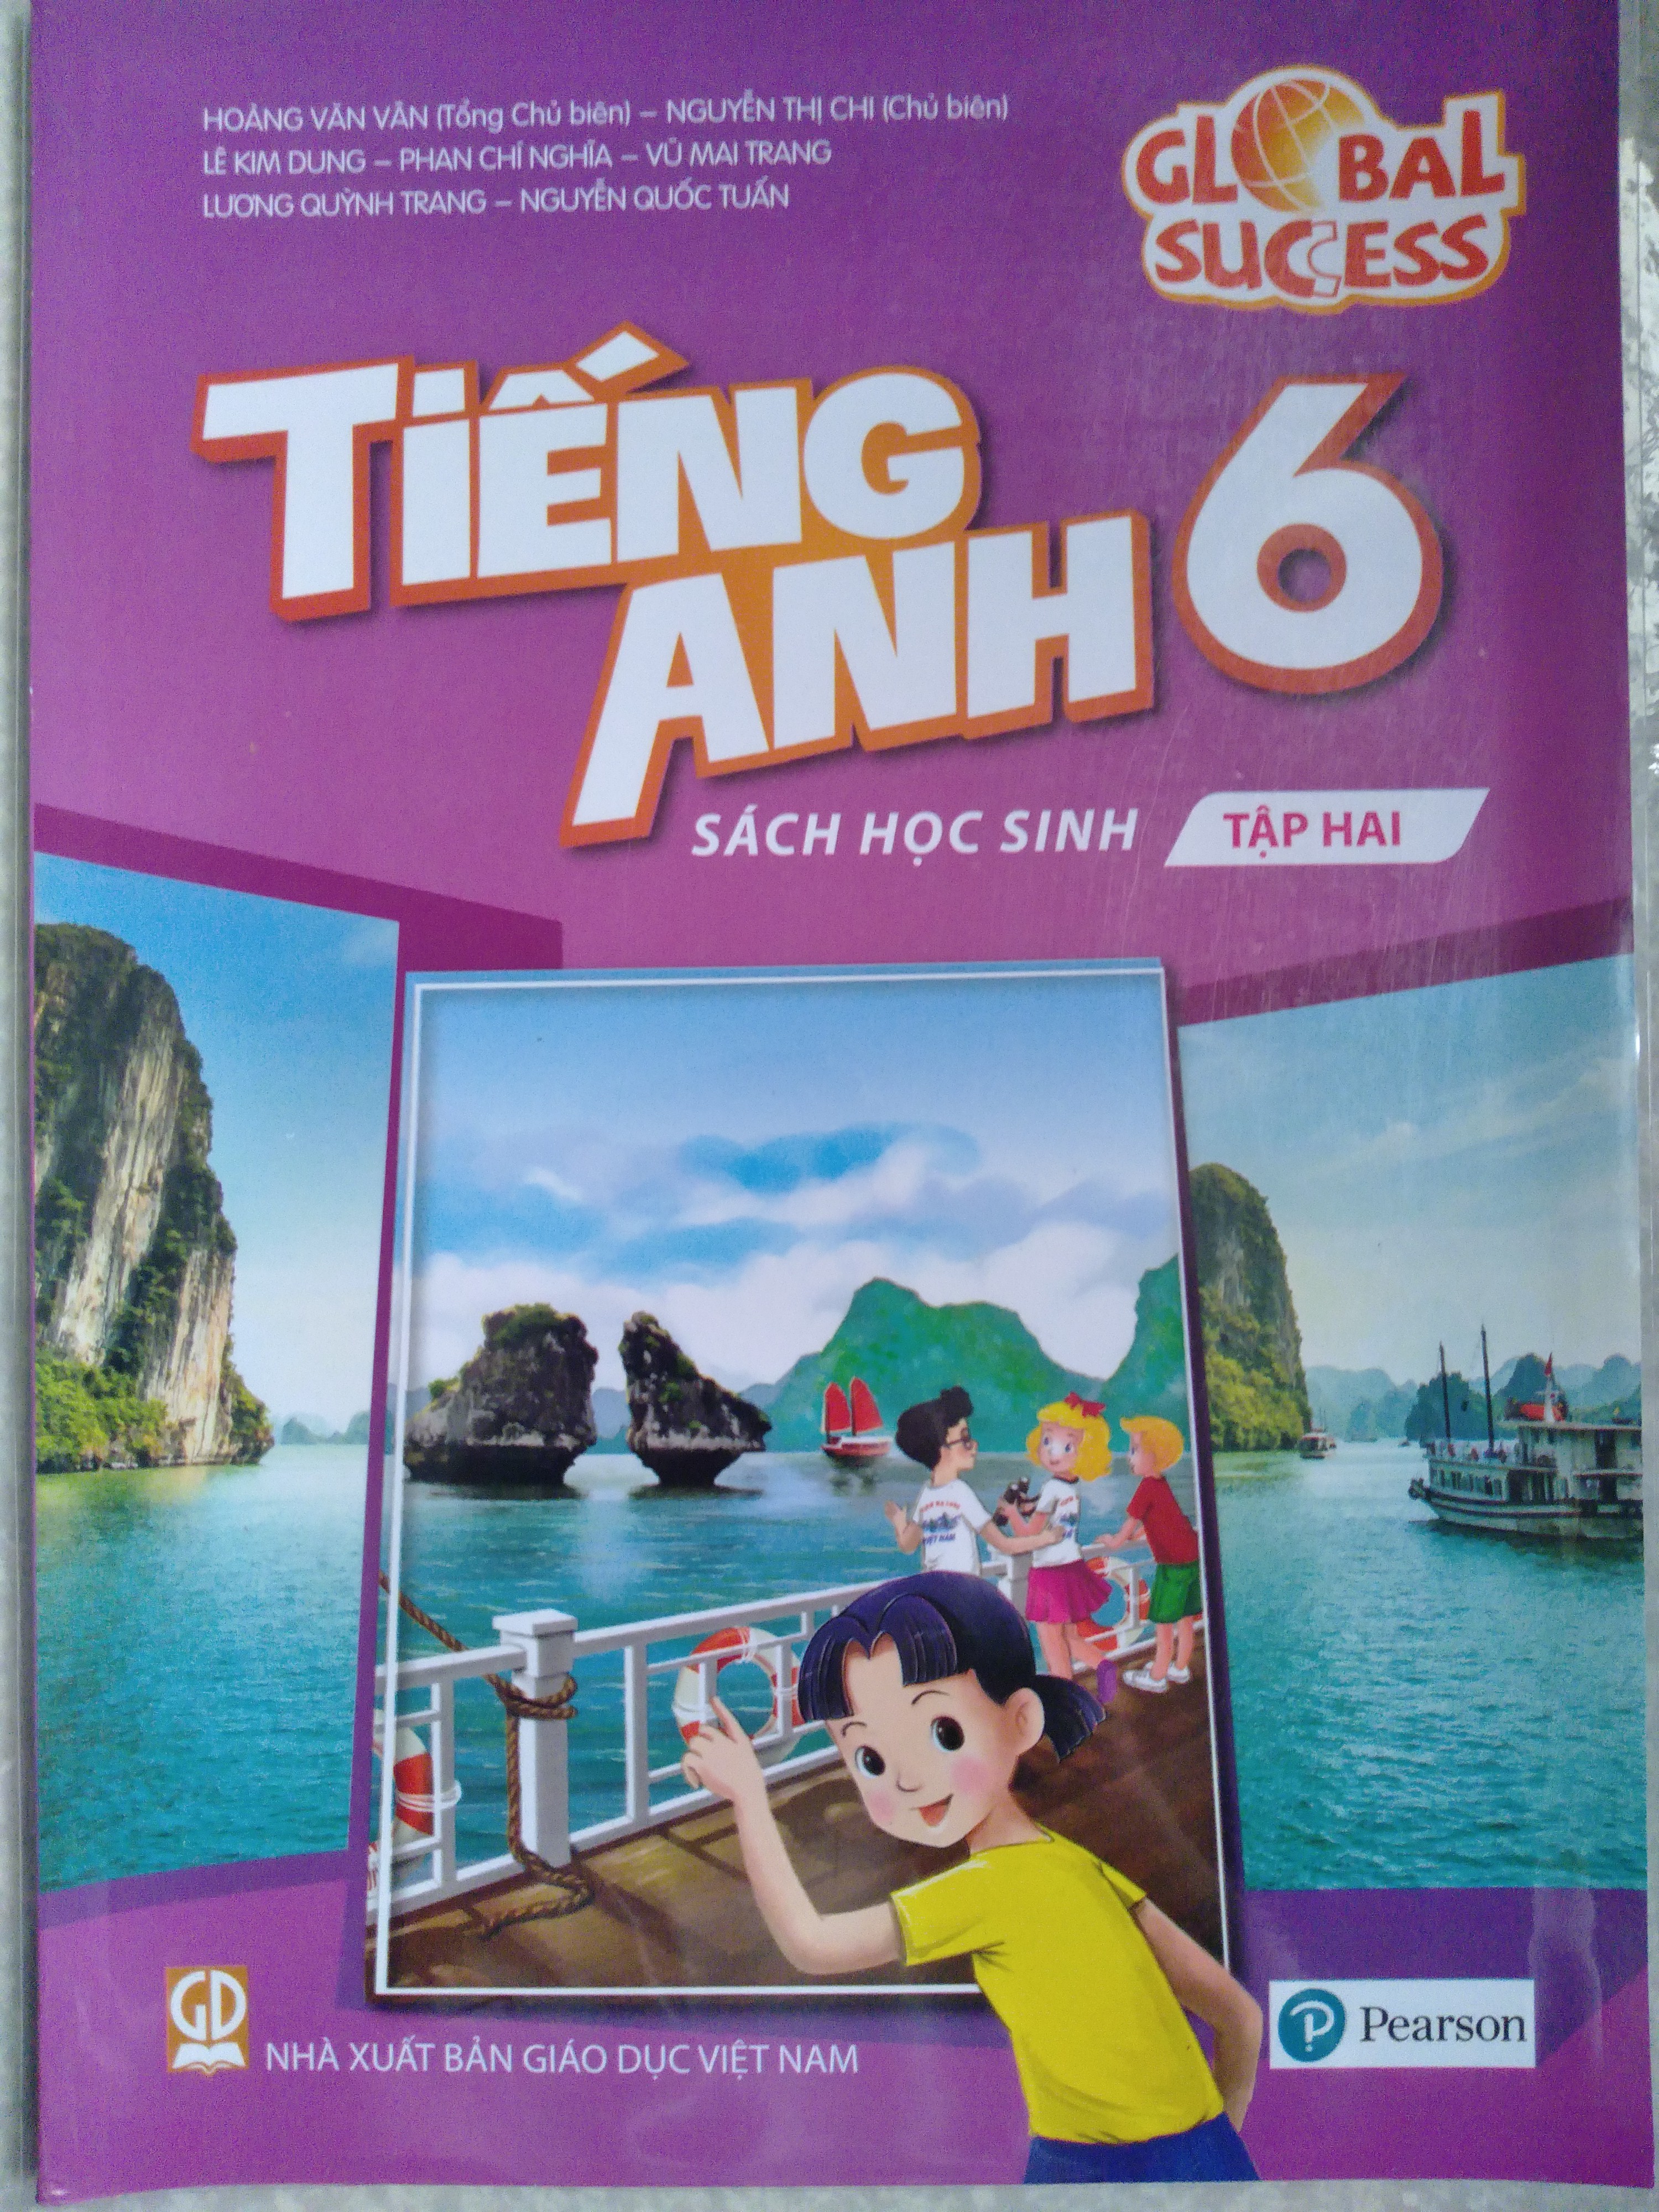 HOÀNG VĂN VÂN (Tổng Chủ biên) – NGUYỄN THỊ CHI (Chủ biên)
LÊ KIM DUNG – PHAN CHÍ NGHĨA – VŨ MAI TRANG
LƯƠNG QUỲNH TRANG – NGUYỄN QUỐC TUẤN
GLOBAL
SUCCESS
TIẾNG
ANH 6
SÁCH HỌC SINH TẬP HAI
VIỆT NAM
GD
NHÀ XUẤT BẢN GIÁO DỤC VIỆT NAM
Pearson